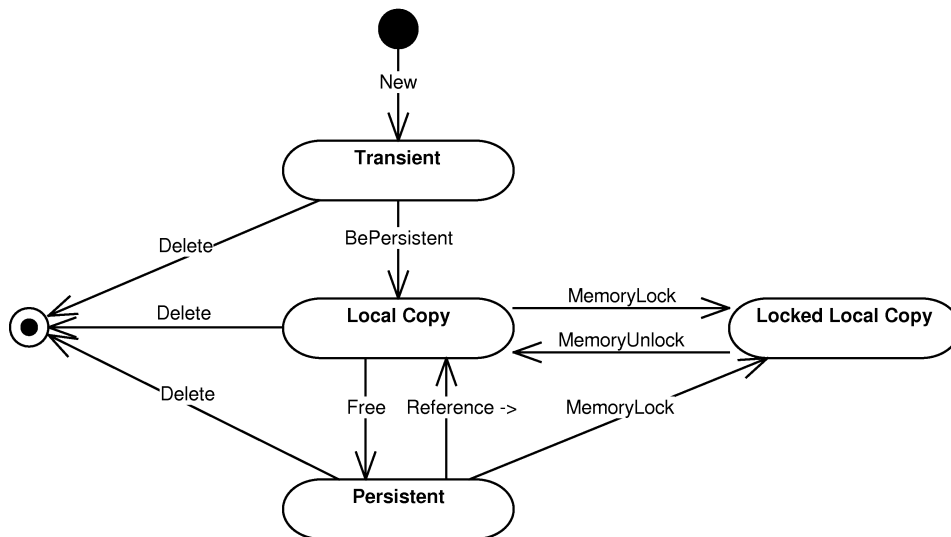 New
Transient
Delete
BePersistent
Delete
Local Copy
MemoryLock
Locked Local Copy
MemoryUnlock
Delete
Free
Reference ->
MemoryLock
Persistent